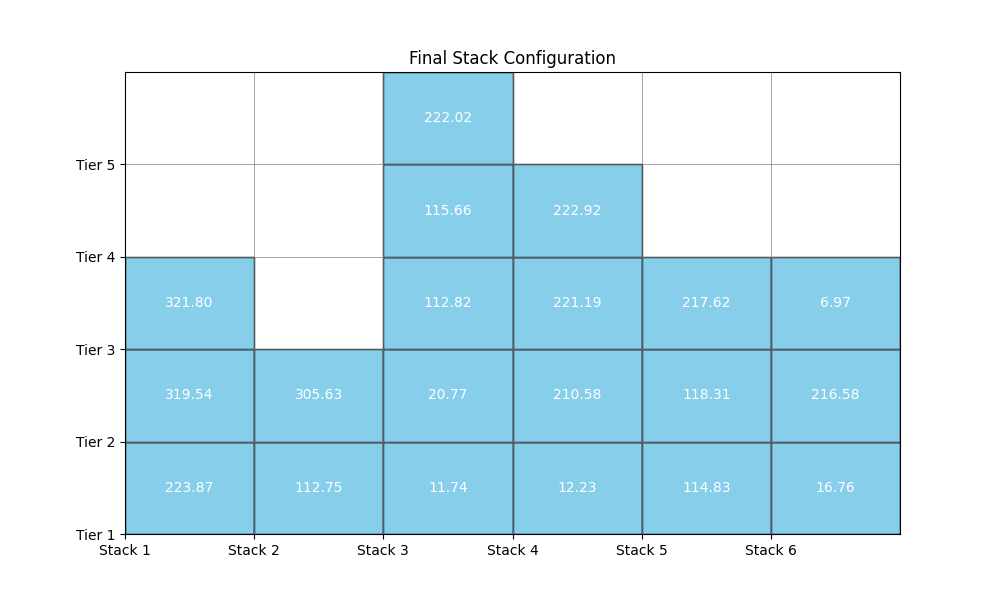 Final Stack Configuration
222.02
Tier 5
115.66 222.92
Tier 4
321.80 112.82 221.19 217.62 6.97
Tier 3
319.54 305.63 20.77 210.58 118.31 216.58
Tier 2
223.87 112.75 11.74 12.23 114.83 16.76
Tier 1
Stack 1 Stack 2 Stack 3 Stack 4 Stack 5 Stack 6